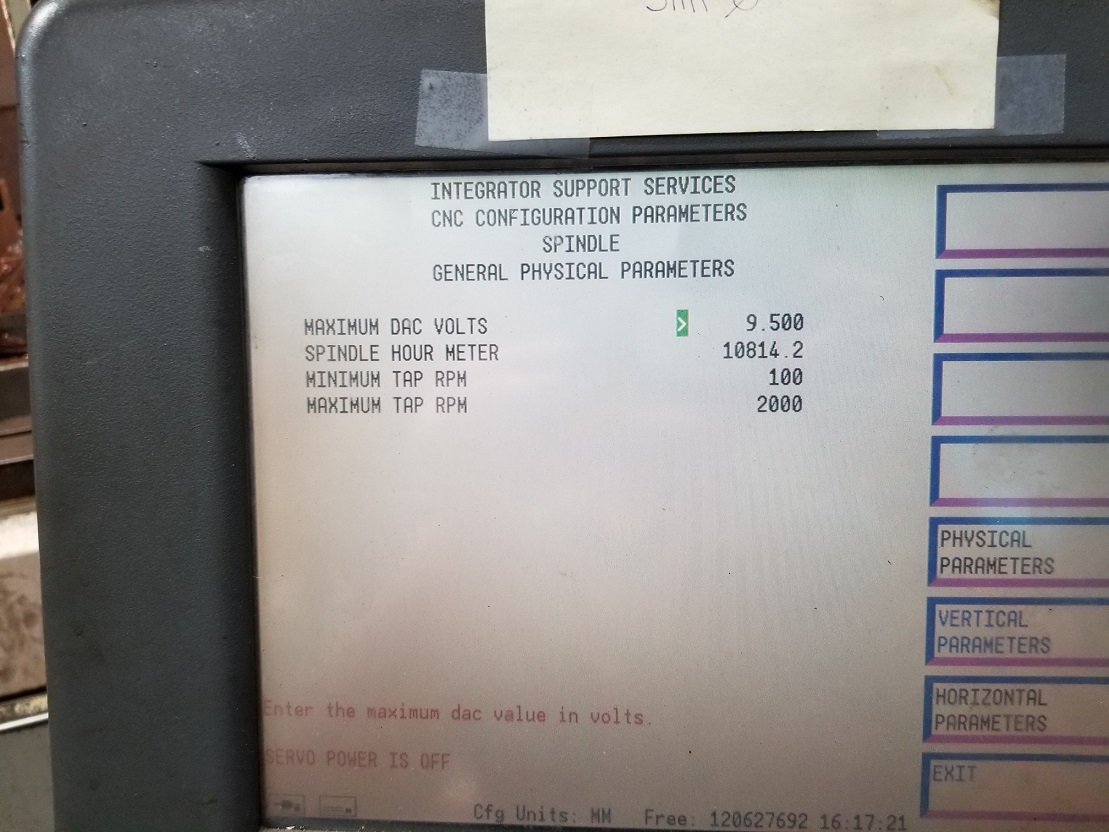 INTEGRATOR SUPPORT SERVICES
CNC CONFIGURATION PARAMETERS
SPINDLE
GENERAL PHYSICAL PARAMETERS
MAXIMUM DAC VOLTS > 9.500
SPINDLE HOUR METER 10814.2
MINIMUM TAP RPM 100
MAXIMUM TAP RPM 2000
PHYSICAL
PARAMETERS
VERTICAL
PARAMETERS
HORIZONTAL
PARAMETERS
EXIT
Enter the maximum dac value in volts.
SERVO POWER IS OFF
Cfg Units: MM Free: 120627692 16:17:21